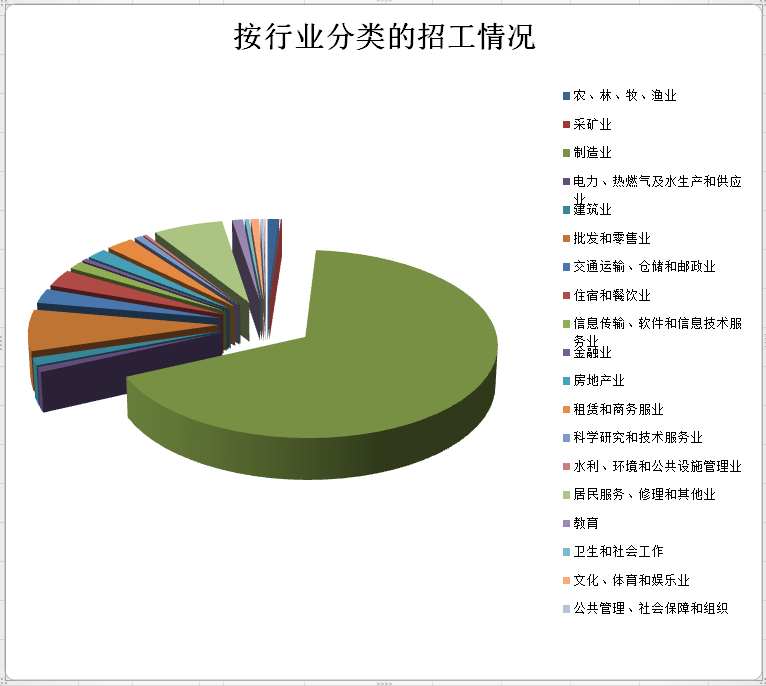 按行业分类的招工情况
农、林、牧、渔业
采矿业
制造业
电力、热燃气及水生产和供应
业
建筑业
批发和零售业
交通运输、仓储和邮政业
住宿和餐饮业
信息传输、软件和信息技术服
务业
金融业
房地产业
租赁和商务服业
科学研究和技术服务业
水利、环境和公共设施管理业
居民服务、修理和其他业
教育
卫生和社会工作
文化、体育和娱乐业
公共管理、社会保障和组织